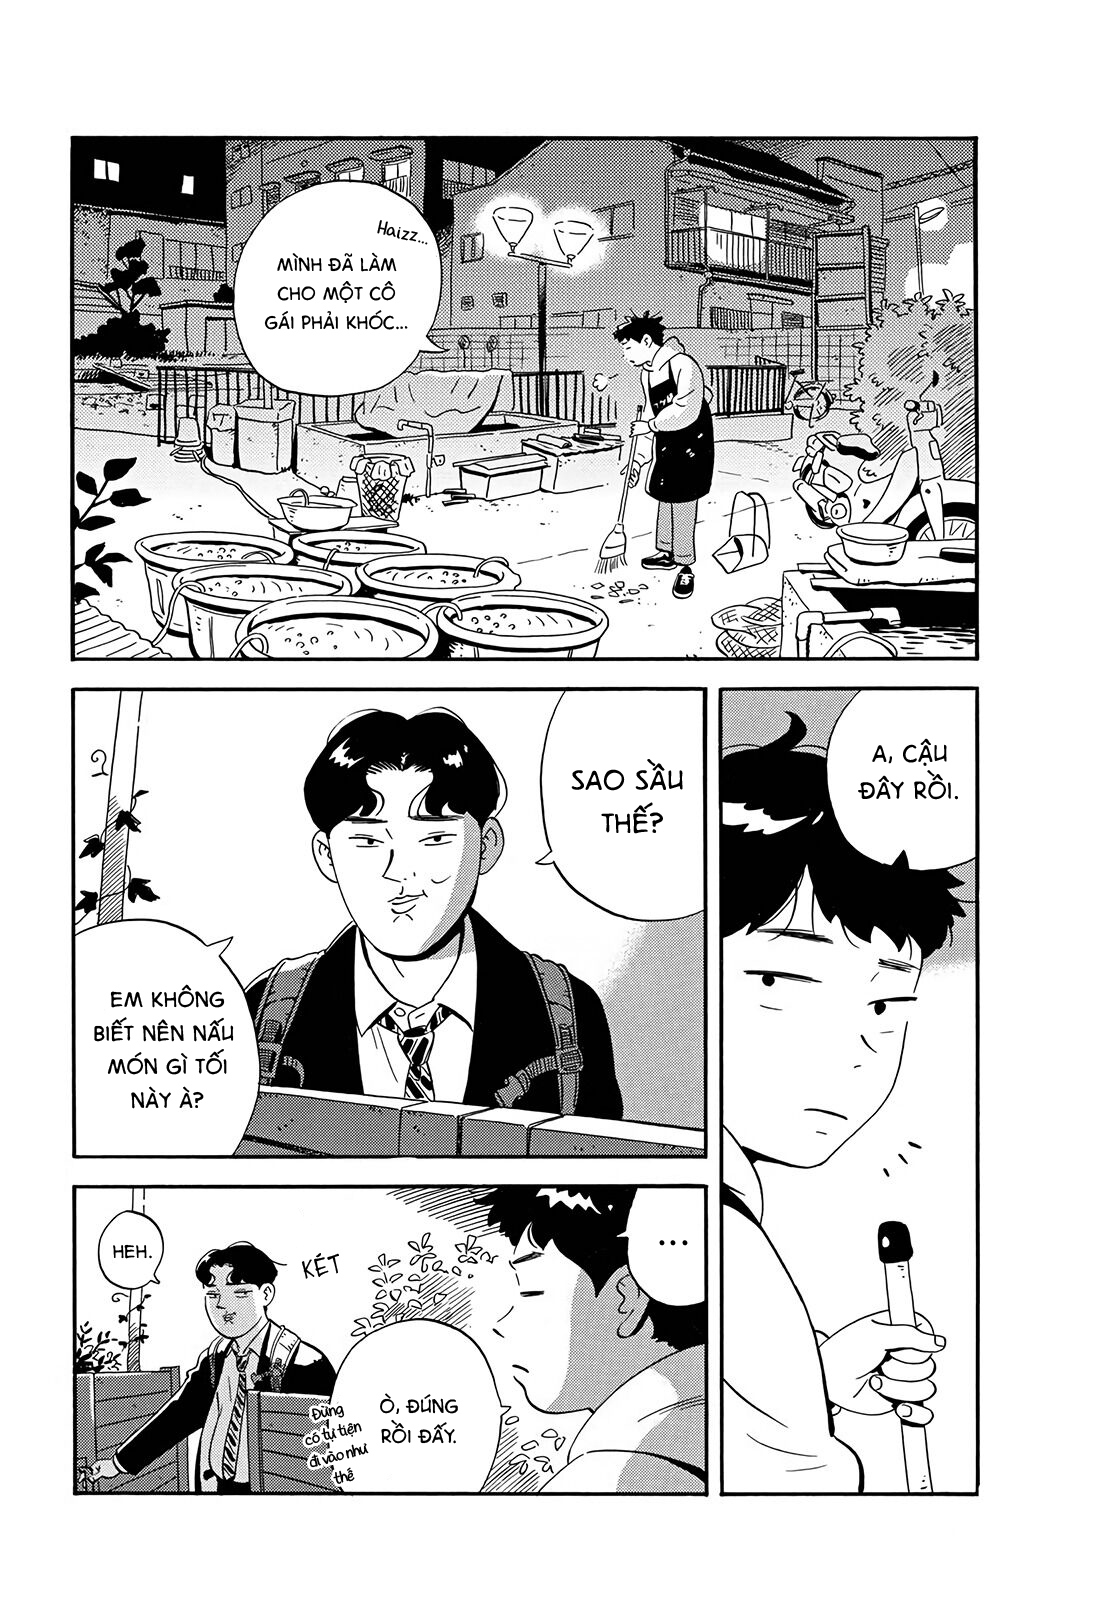 Haizz...
MÌNH ĐÃ LÀM
CHO MỘT CÔ
GÁI PHẢI KHÓC...
A, CẬU
ĐÂY RỒI.
SAO SẦU
THẾ?
EM KHÔNG
BIẾT NÊN NẤU
MÓN GÌ TỐI
NÀY À?
...
KÉT
HEH.
Ò, ĐÚNG
RỒI ĐẤY.
Đừng
có tự tiện
đi vào như
thế